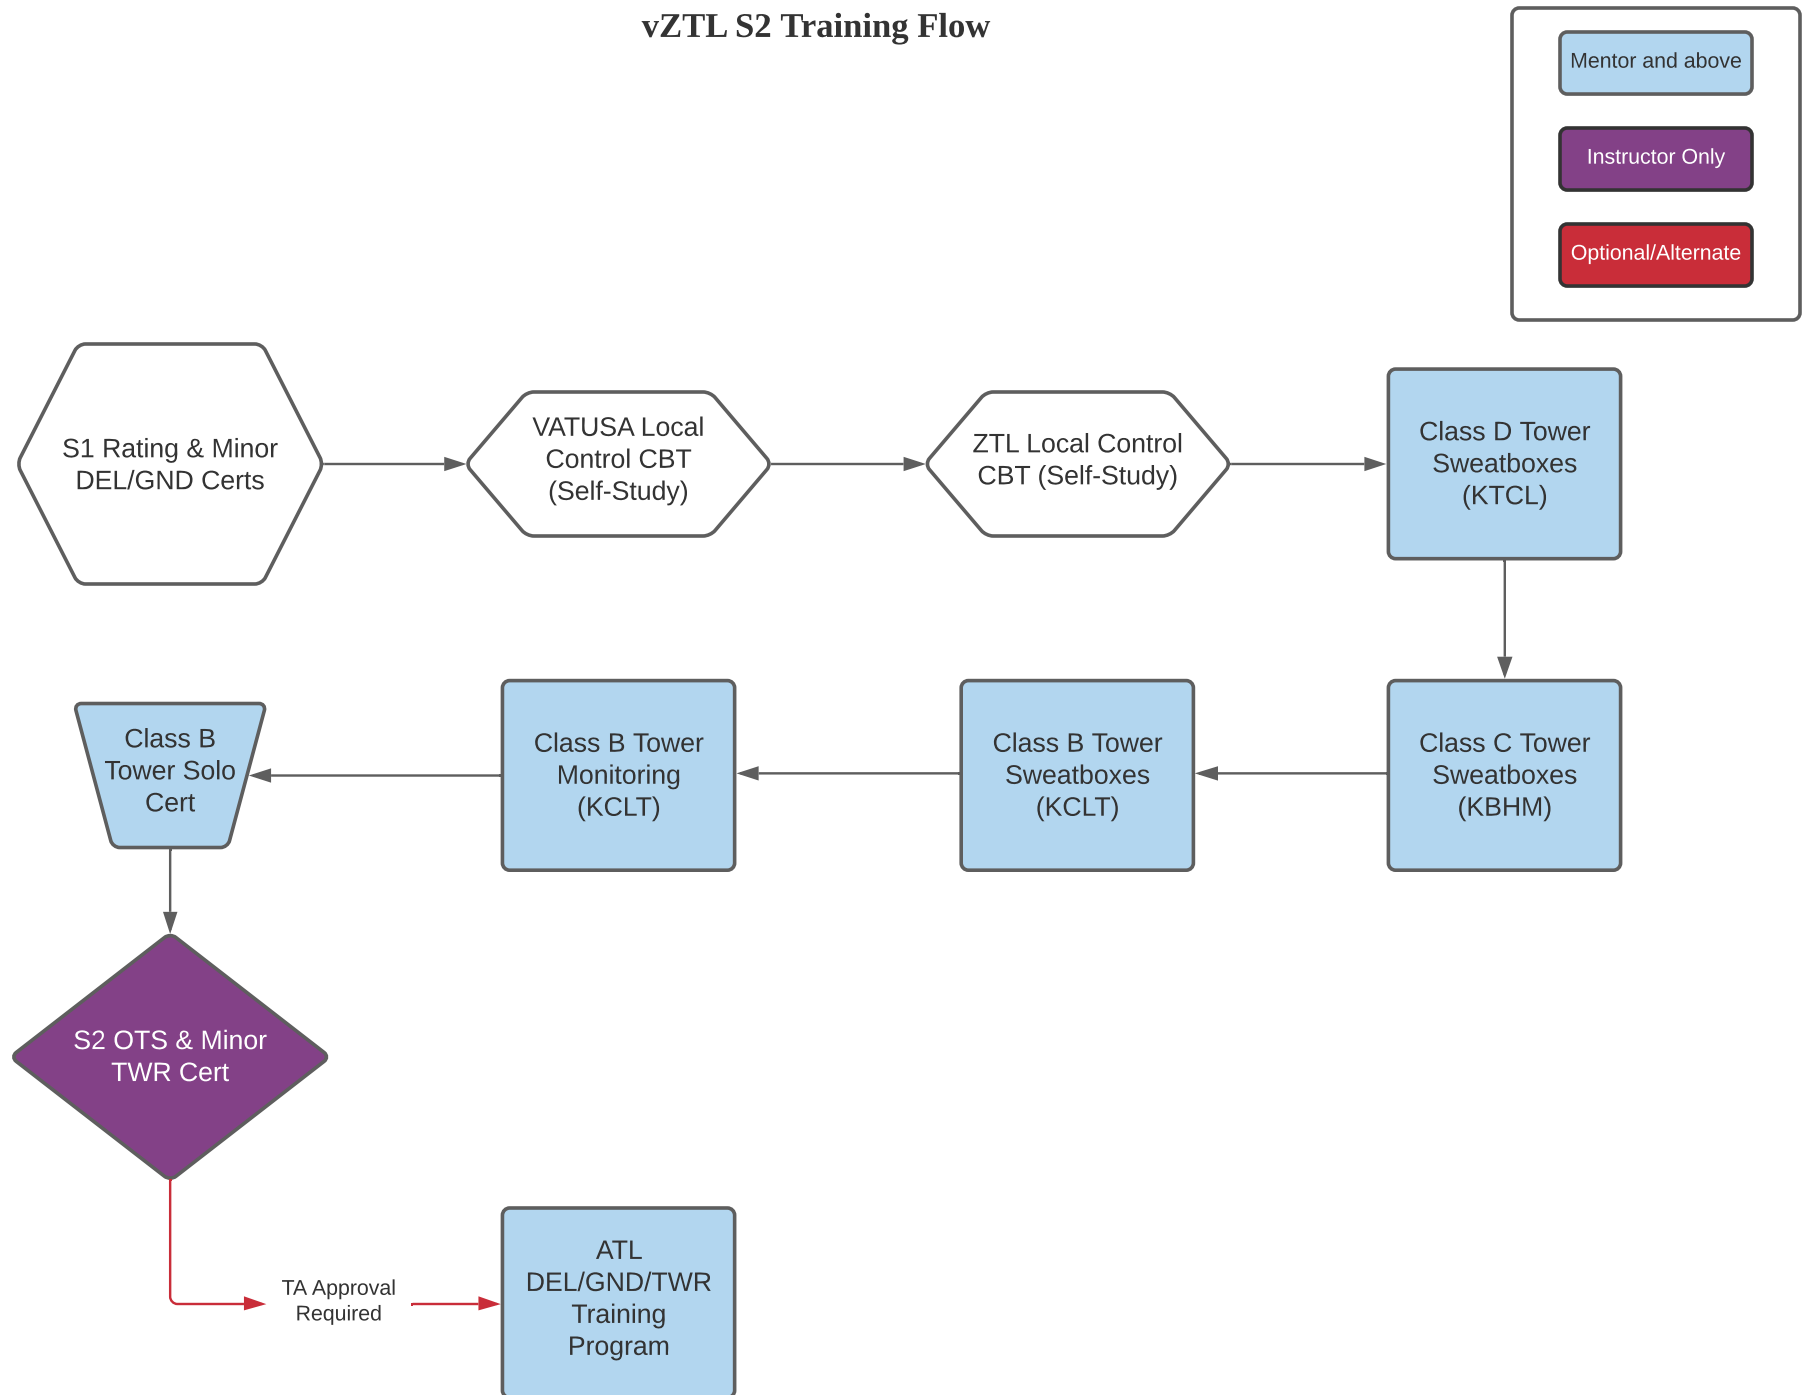 vZTL S2 Training Flow
Mentor and above
Instructor Only
Optional/Alternate
S1 Rating & Minor
DEL/GND Certs
VATUSA Local
Control CBT
(Self-Study)
ZTL Local Control
CBT (Self-Study)
Class D Tower
Sweatboxes
(KTCL)
Class C Tower
Sweatboxes
(KBHM)
Class B Tower
Sweatboxes
(KCLT)
Class B Tower
Monitoring
(KCLT)
Class B
Tower Solo
Cert
S2 OTS & Minor
TWR Cert
TA Approval
Required
ATL
DEL/GND/TWR
Training
Program